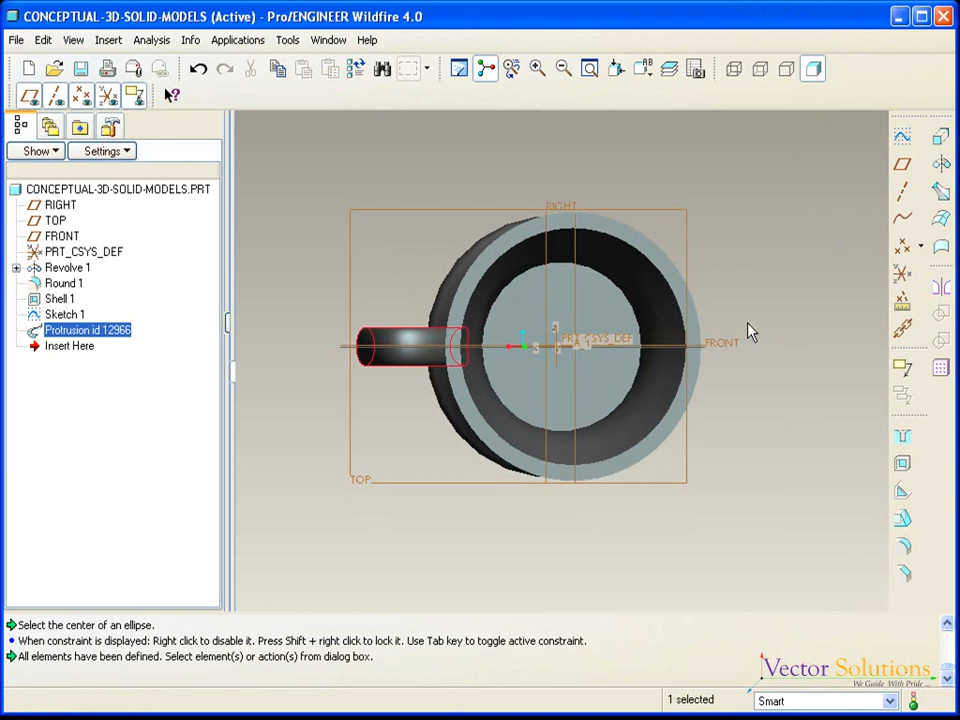 CONCEPTUAL-3D-SOLID-MODELS (Active) - Pro/ENGINEER Wildfire 4.0
File Edit View Insert Analysis Info Applications Tools Window Help
Show Settings
CONCEPTUAL-3D-SOLID-MODELS.PRT
RIGHT
TOP
FRONT
PRT_CSYS_DEF
Revolve 1
Round 1
Shell 1
Sketch 1
Protrusion id 12966
Insert Here
RIGHT
PRT_CSYS_DEF
FRONT
TOP
Select the center of an ellipse.
When constraint is displayed: Right click to disable it. Press Shift + right click to lock it. Use Tab key to toggle active constraint.
All elements have been defined. Select element(s) or action(s) from dialog box.
Vector Solutions
We Guide With Pride...
1 selected
Smart